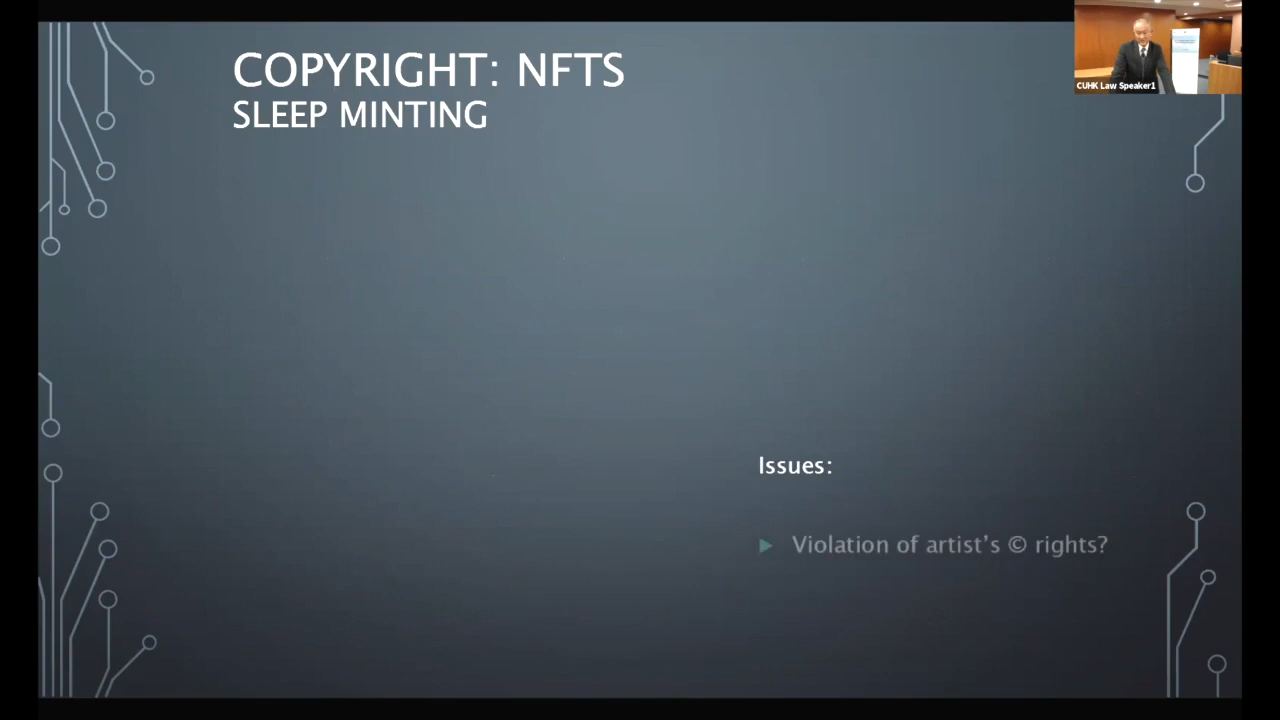 COPYRIGHT: NFTS
SLEEP MINTING
CUHK Law Speaker1
Issues:
▶ Violation of artist's © rights?